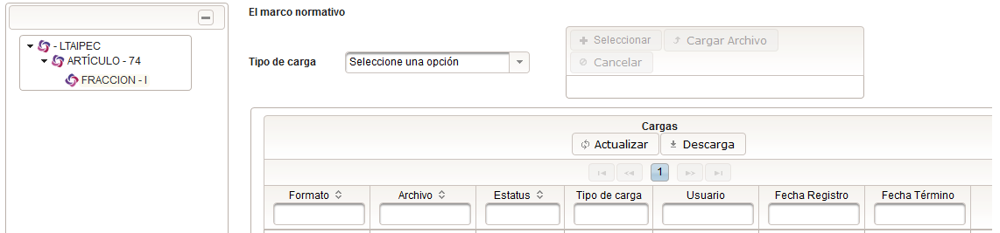 - LTAIPEC
ARTÍCULO - 74
FRACCION - I
El marco normativo
Tipo de carga
Seleccione una opción
Seleccionar
Cargar Archivo
Cancelar
Cargas
Actualizar
Descarga
1
Formato Archivo Estatus Tipo de carga Usuario Fecha Registro Fecha Término